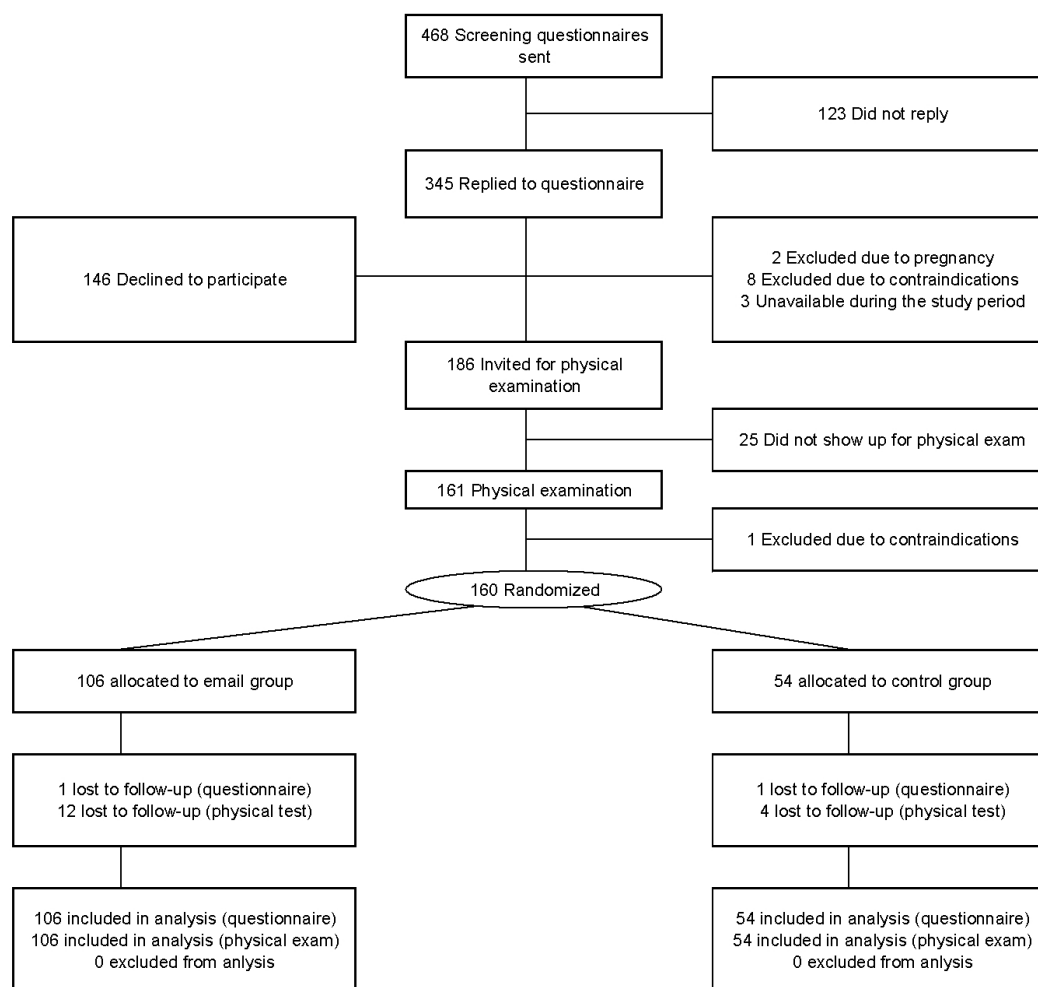 468 Screening questionnaires
sent
123 Did not reply
345 Replied to questionnaire
146 Declined to participate
2 Excluded due to pregnancy
8 Excluded due to contraindications
3 Unavailable during the study period
186 Invited for physical
examination
25 Did not show up for physical exam
161 Physical examination
1 Excluded due to contraindications
160 Randomized
106 allocated to email group
54 allocated to control group
1 lost to follow-up (questionnaire)
12 lost to follow-up (physical test)
1 lost to follow-up (questionnaire)
4 lost to follow-up (physical test)
106 included in analysis (questionnaire)
106 included in analysis (physical exam)
0 excluded from anlysis
54 included in analysis (questionnaire)
54 included in analysis (physical exam)
0 excluded from anlysis